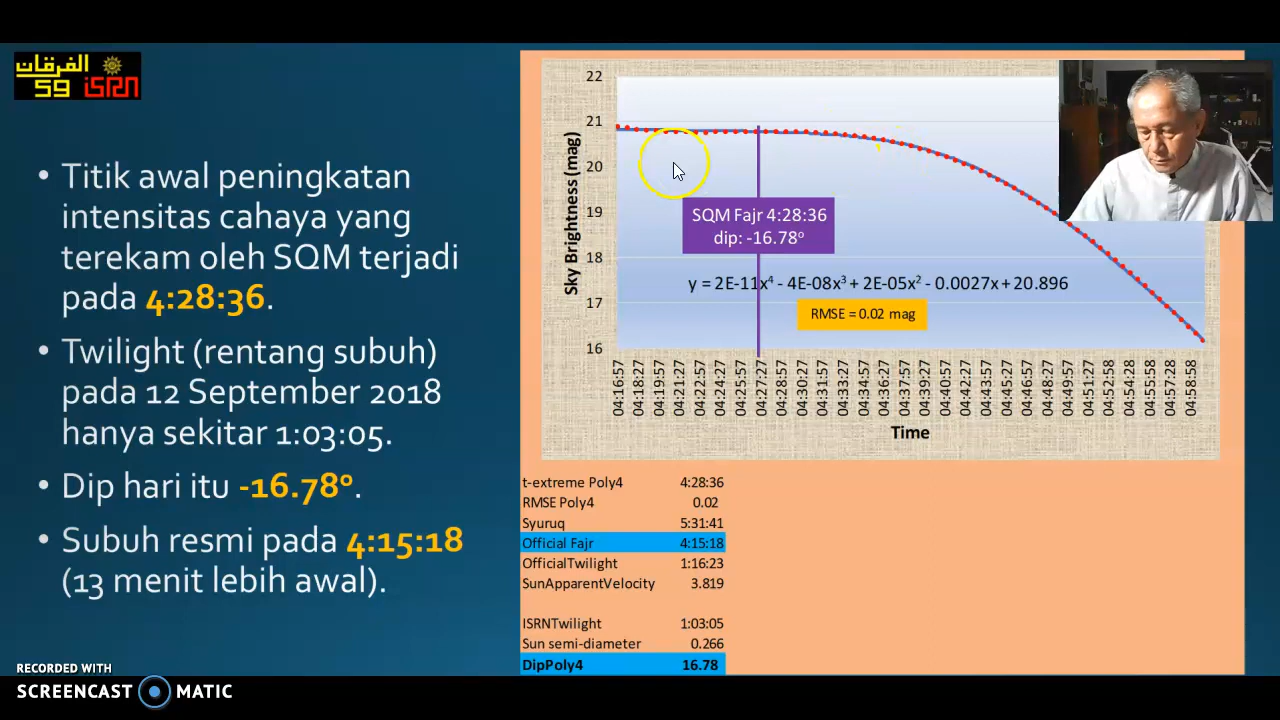 الفرقان
59 isrn
• Titik awal peningkatan
intensitas cahaya yang
terekam oleh SQM terjadi
pada 4:28:36.
• Twilight (rentang subuh)
pada 12 September 2018
hanya sekitar 1:03:05.
• Dip hari itu -16.78°.
• Subuh resmi pada 4:15:18
(13 menit lebih awal).
Sky Brightness (mag)
22
21
20
19
18
17
16
SQM Fajr 4:28:36
dip: -16.78°
y = 2E-11x⁴ - 4E-08x³ + 2E-05x² - 0.0027x + 20.896
RMSE = 0.02 mag
04:16:57
04:18:27
04:19:57
04:21:27
04:22:57
04:24:27
04:25:57
04:27:27
04:28:57
04:30:27
04:31:57
04:33:27
04:34:57
04:36:27
04:37:57
04:39:27
04:40:57
04:42:27
04:43:57
04:45:27
04:46:57
04:48:27
04:49:57
04:51:28
04:52:58
04:54:28
04:55:58
04:57:28
04:58:58
Time
t-extreme Poly4 4:28:36
RMSE Poly4 0.02
Syuruq 5:31:41
Official Fajr 4:15:18
OfficialTwilight 1:16:23
SunApparentVelocity 3.819
ISRNTwilight 1:03:05
Sun semi-diameter 0.266
DipPoly4 16.78
RECORDED WITH
SCREENCAST MATIC